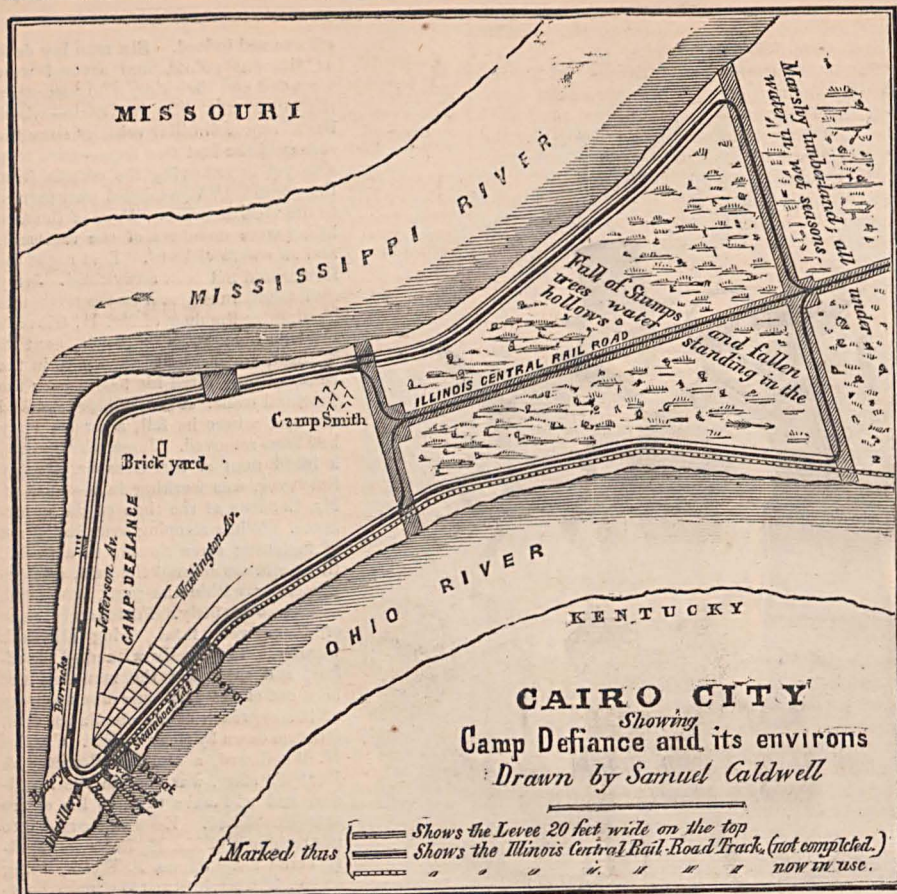 MISSOURI
MISSISSIPPI RIVER
Marshy timberland; all
under
water in wet seasons
Full of Stumps and fallen
trees water standing in the
hollows
ILLINOIS CENTRAL RAIL ROAD
Camp Smith
Brick yard
Jefferson Av.
CAMP DEFIANCE
Washington Av.
Barracks
OHIO RIVER
KENTUCKY
Depot
Steamboat
Depot
Battery
Distillery
CAIRO CITY
Showing
Camp Defiance and its environs
Drawn by Samuel Caldwell
Marked thus
Shows the Levee 20 feet wide on the top
Shows the Illinois Central Rail-Road Track, (not completed.)
" " " " " " " now in use.